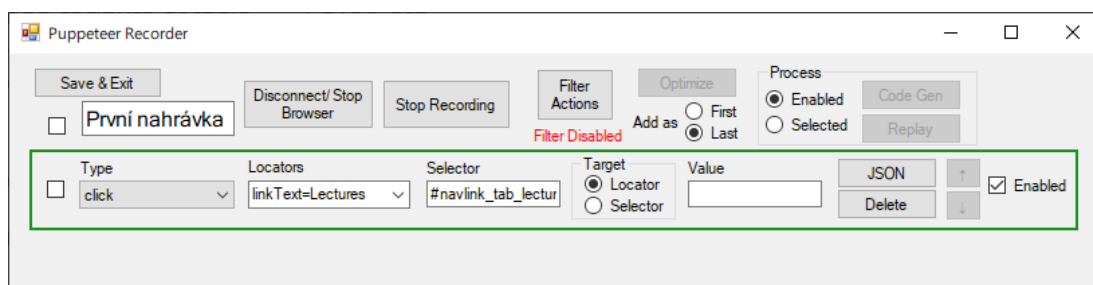 Puppeteer Recorder
Save & Exit
První nahrávka
Disconnect/ Stop
Browser
Stop Recording
Filter
Actions
Filter Disabled
Optimize
Add as
First
Last
Process
Enabled
Selected
Code Gen
Replay
Type
click
Locators
linkText=Lectures
Selector
#navlink_tab_lectur
Target
Locator
Selector
Value
JSON
Delete
↑
↓
Enabled